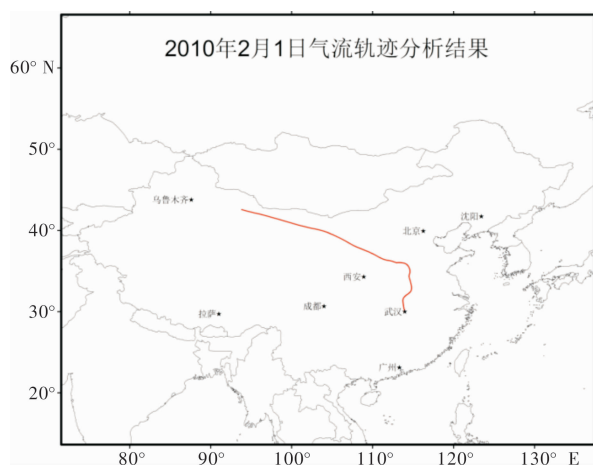 2010年2月1日气流轨迹分析结果
60° N
50°
乌鲁木齐
沈阳
40°
北京
西安
30°
拉萨
成都
武汉
广州
20°
80°
90°
100°
110°
120°
130° E